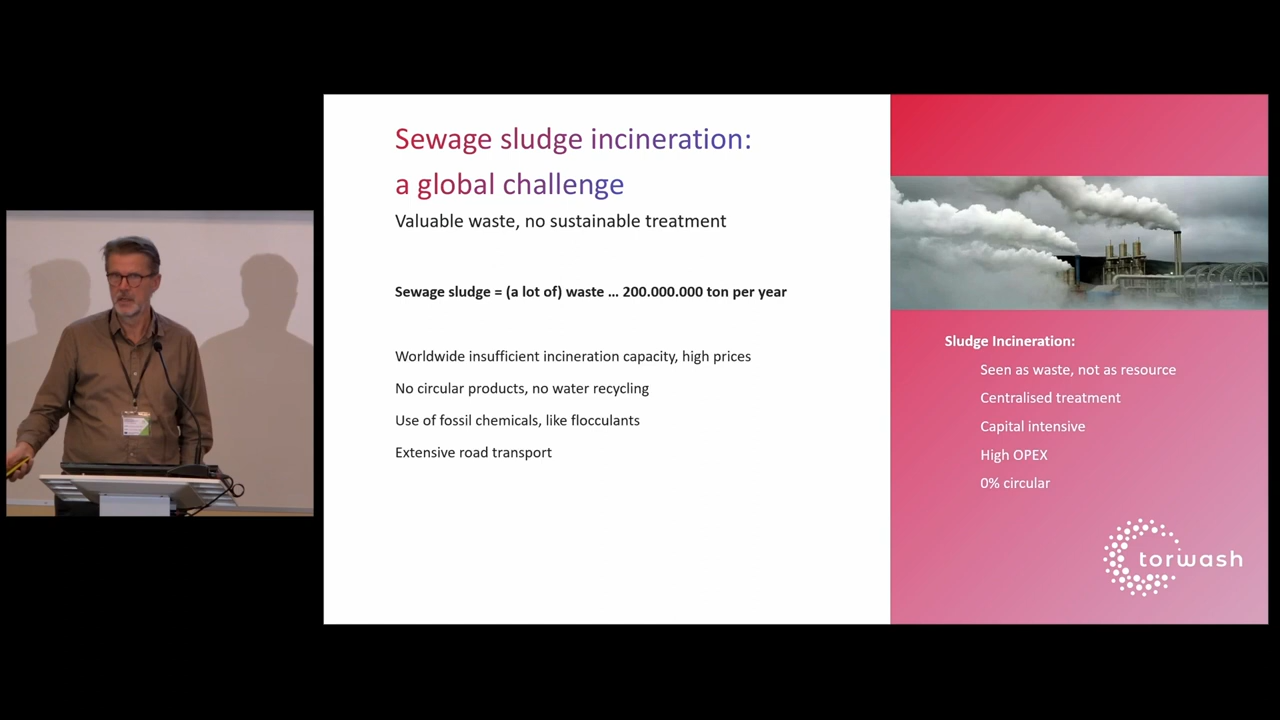 Sewage sludge incineration:
a global challenge
Valuable waste, no sustainable treatment
Sewage sludge = (a lot of) waste ... 200.000.000 ton per year
Worldwide insufficient incineration capacity, high prices
No circular products, no water recycling
Use of fossil chemicals, like flocculants
Extensive road transport
Sludge Incineration:
Seen as waste, not as resource
Centralised treatment
Capital intensive
High OPEX
0% circular
torwash